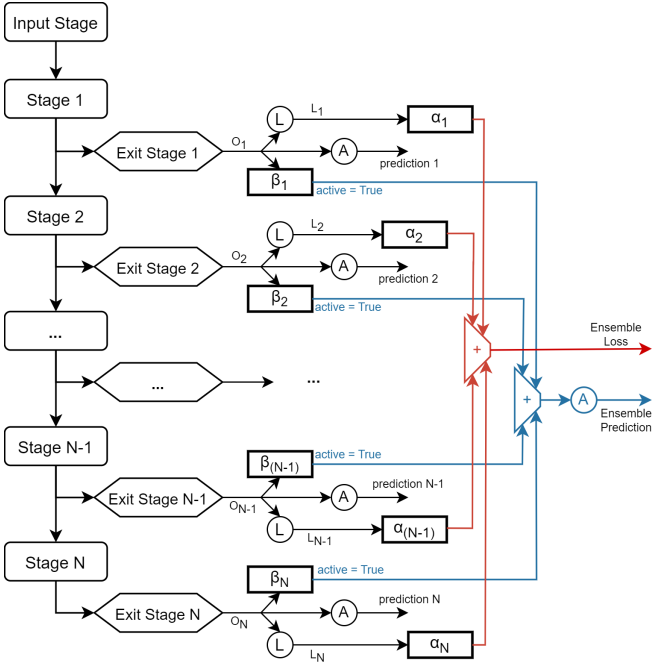 Input Stage
Stage 1
Exit Stage 1
O1
L
L1
α1
A
prediction 1
β1
active = True
Stage 2
Exit Stage 2
O2
L
L2
α2
A
prediction 2
β2
active = True
...
...
...
+
Ensemble
Loss
+
A
Ensemble
Prediction
Stage N-1
Exit Stage N-1
ON-1
β(N-1)
active = True
A
prediction N-1
L
LN-1
α(N-1)
Stage N
Exit Stage N
ON
βN
active = True
A
prediction N
L
LN
αN